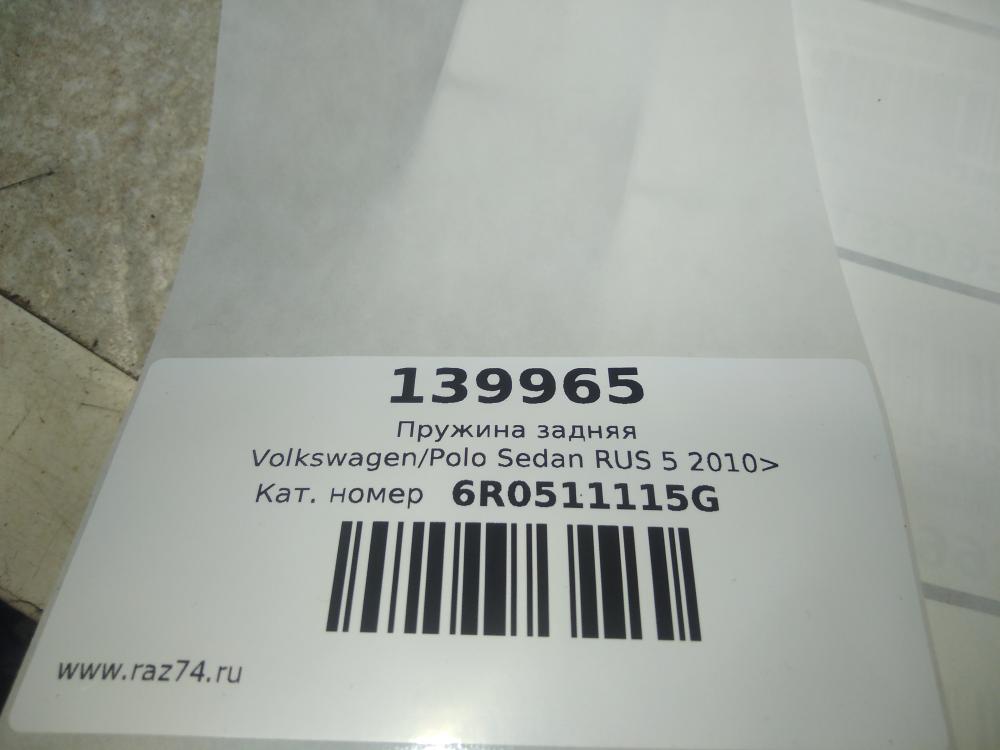 139965
Пружина задняя
Volkswagen/Polo Sedan RUS 5 2010>
Кат. номер 6R0511115G
www.raz74.ru